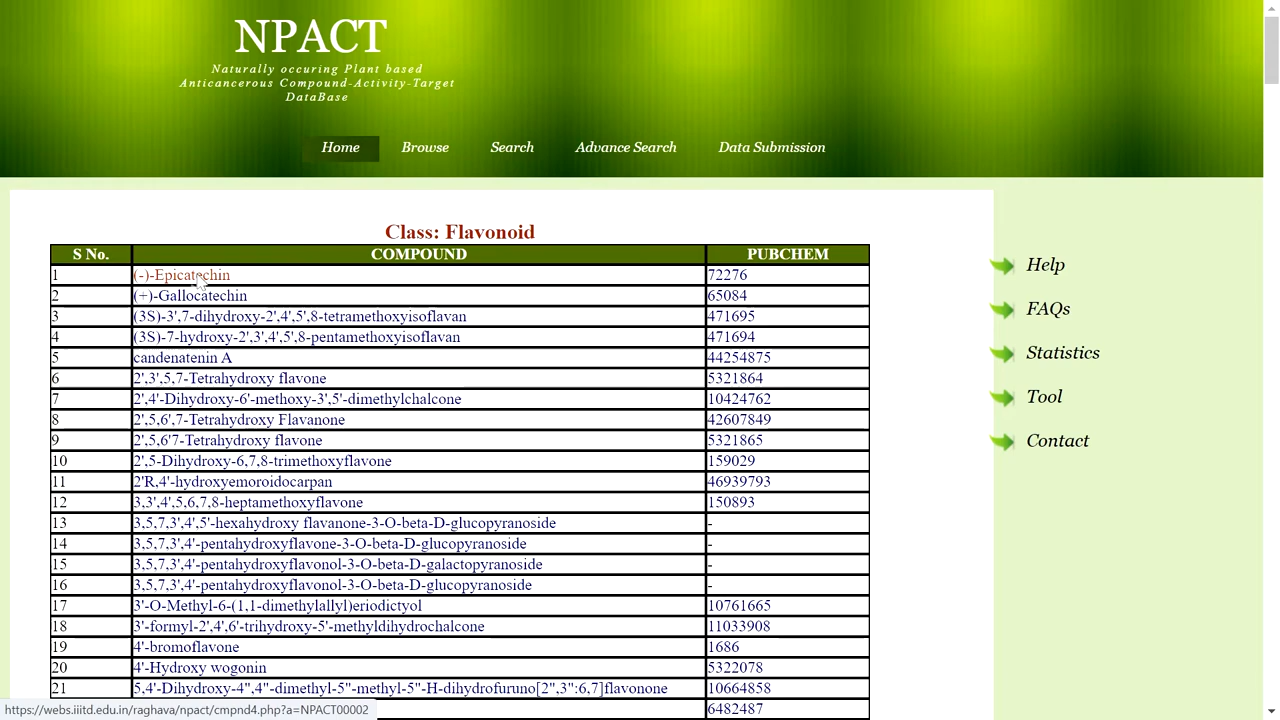 NPACT
Naturally occuring Plant based
Anticancerous Compound-Activity-Target
DataBase
Home Browse Search Advance Search Data Submission
Class: Flavonoid
S No. COMPOUND PUBCHEM
1 (-)-Epicatechin 72276
2 (+)-Gallocatechin 65084
3 (3S)-3',7-dihydroxy-2',4',5',8-tetramethoxyisoflavan 471695
4 (3S)-7-hydroxy-2',3',4',5',8-pentamethoxyisoflavan 471694
5 candenatenin A 44254875
6 2',3',5,7-Tetrahydroxy flavone 5321864
7 2',4'-Dihydroxy-6'-methoxy-3',5'-dimethylchalcone 10424762
8 2',5,6',7-Tetrahydroxy Flavanone 42607849
9 2',5,6'7-Tetrahydroxy flavone 5321865
10 2',5-Dihydroxy-6,7,8-trimethoxyflavone 159029
11 2'R,4'-hydroxyemoroidocarpan 46939793
12 3,3',4',5,6,7,8-heptamethoxyflavone 150893
13 3,5,7,3',4',5'-hexahydroxy flavanone-3-O-beta-D-glucopyranoside -
14 3,5,7,3',4'-pentahydroxyflavone-3-O-beta-D-glucopyranoside -
15 3,5,7,3',4'-pentahydroxyflavonol-3-O-beta-D-galactopyranoside -
16 3,5,7,3',4'-pentahydroxyflavonol-3-O-beta-D-glucopyranoside -
17 3'-O-Methyl-6-(1,1-dimethylallyl)eriodictyol 10761665
18 3'-formyl-2',4',6'-trihydroxy-5'-methyldihydrochalcone 11033908
19 4'-bromoflavone 1686
20 4'-Hydroxy wogonin 5322078
21 5,4'-Dihydroxy-4",4"-dimethyl-5"-methyl-5"-H-dihydrofuruno[2",3":6,7]flavonone 10664858
6482487
Help
FAQs
Statistics
Tool
Contact
https://webs.iiitd.edu.in/raghava/npact/cmpnd4.php?a=NPACT00002